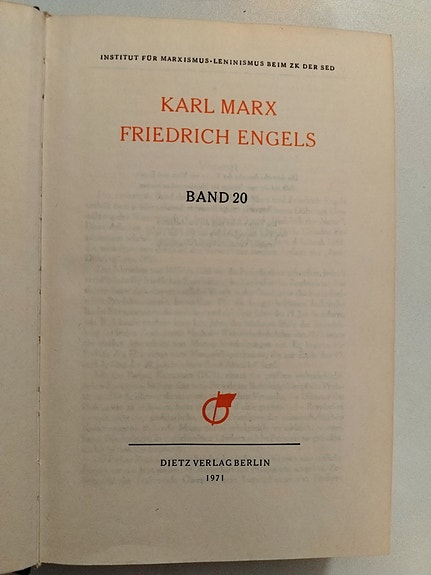 INSTITUT FÜR MARXISMUS-LENINISMUS BEIM ZK DER SED
KARL MARX
FRIEDRICH ENGELS
BAND 20
DIETZ VERLAG BERLIN
1971